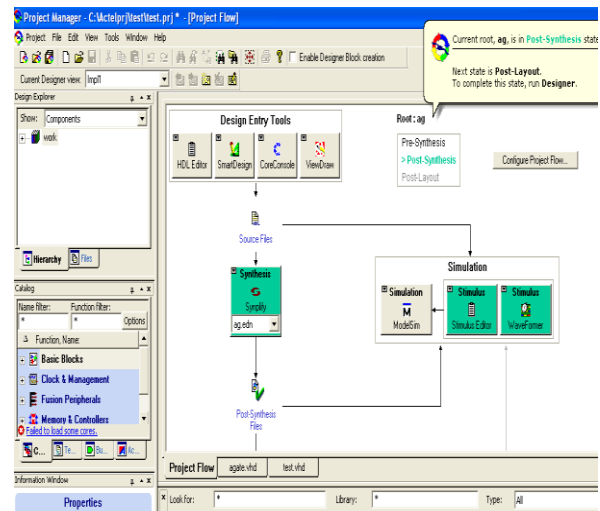 Project Manager - C:\Actelprj\test\test.prj * - [Project Flow]
Project File Edit View Tools Window Help
Enable Designer Block creation
Current Designer view: Impl1
Current root, ag, is in Post-Synthesis state
Next state is Post-Layout.
To complete this state, run Designer.
Design Explorer
Show: Components
work
Hierarchy Files
Catalog
Name filter: Function filter:
* * Options
Function, Name:
Basic Blocks
Clock & Management
Fusion Peripherals
Memory & Controllers
Failed to load some cores.
C... Te... Bu... Ac...
Information Window
Properties
Design Entry Tools
HDL Editor SmartDesign CoreConsole ViewDraw
Root: ag
Pre-Synthesis
> Post-Synthesis
Post-Layout
Configure Project Flow...
Source Files
Synthesis
Synplify
ag.edn
Post-Synthesis
Files
Simulation
Simulation Stimulus Stimulus
M
ModelSim Stimulus Editor WaveFormer
Project Flow agate.vhd test.vhd
Look for: * Library: * Type: All